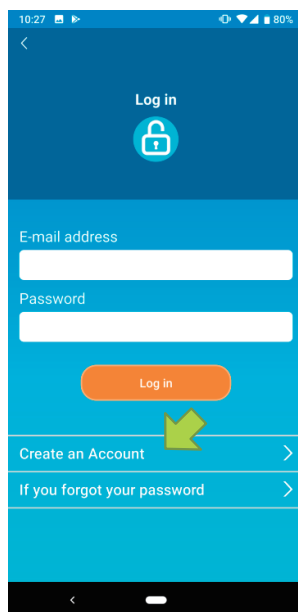 10:27 80%
Log in
E-mail address
Password
Log in
Create an Account
If you forgot your password